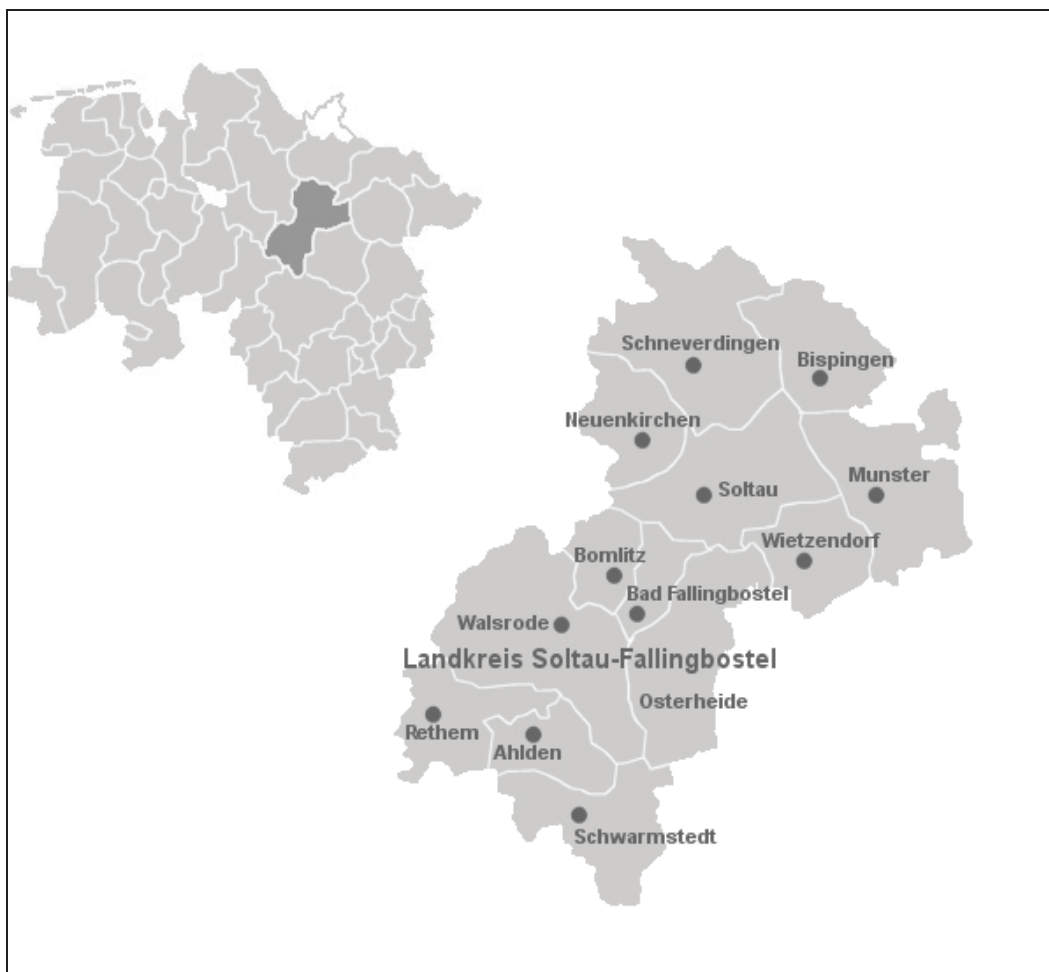 Schneverdingen
Bispingen
Neuenkirchen
Munster
Soltau
Wietzendorf
Bomlitz
Bad Fallingbostel
Walsrode
Landkreis Soltau-Fallingbostel
Osterheide
Rethem
Ahlden
Schwarmstedt